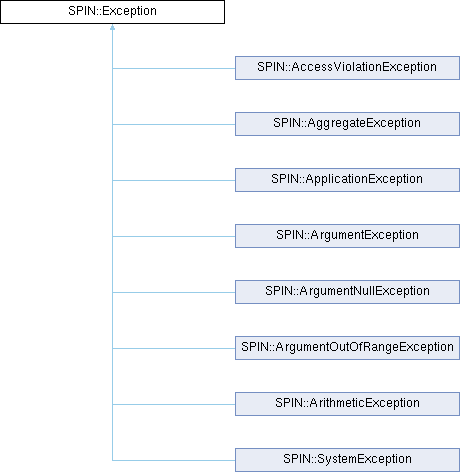 SPIN::Exception
SPIN::AccessViolationException
SPIN::AggregateException
SPIN::ApplicationException
SPIN::ArgumentException
SPIN::ArgumentNullException
SPIN::ArgumentOutOfRangeException
SPIN::ArithmeticException
SPIN::SystemException